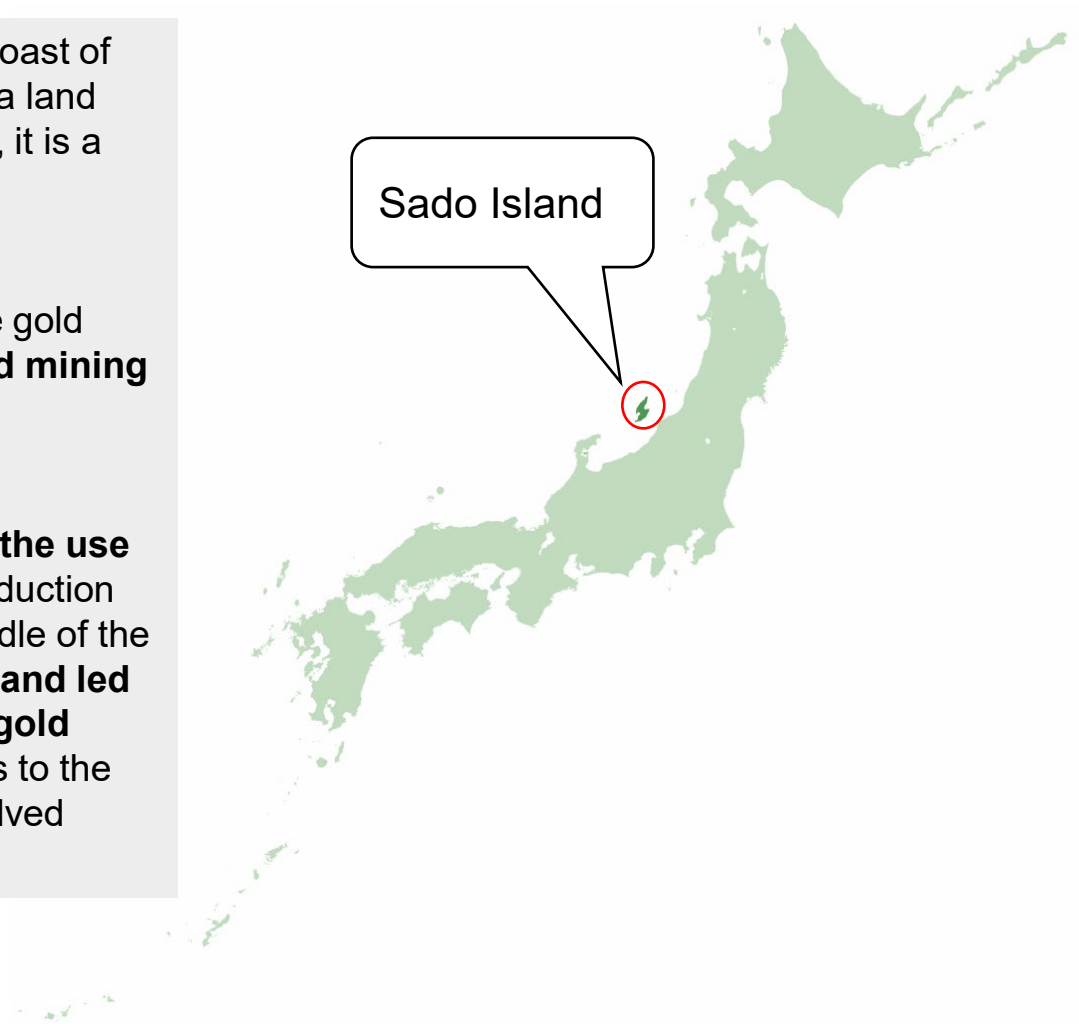 oast of
a land
, it is a
e gold
d mining
the use
duction
dle of the
and led
gold
s to the
lved
Sado Island